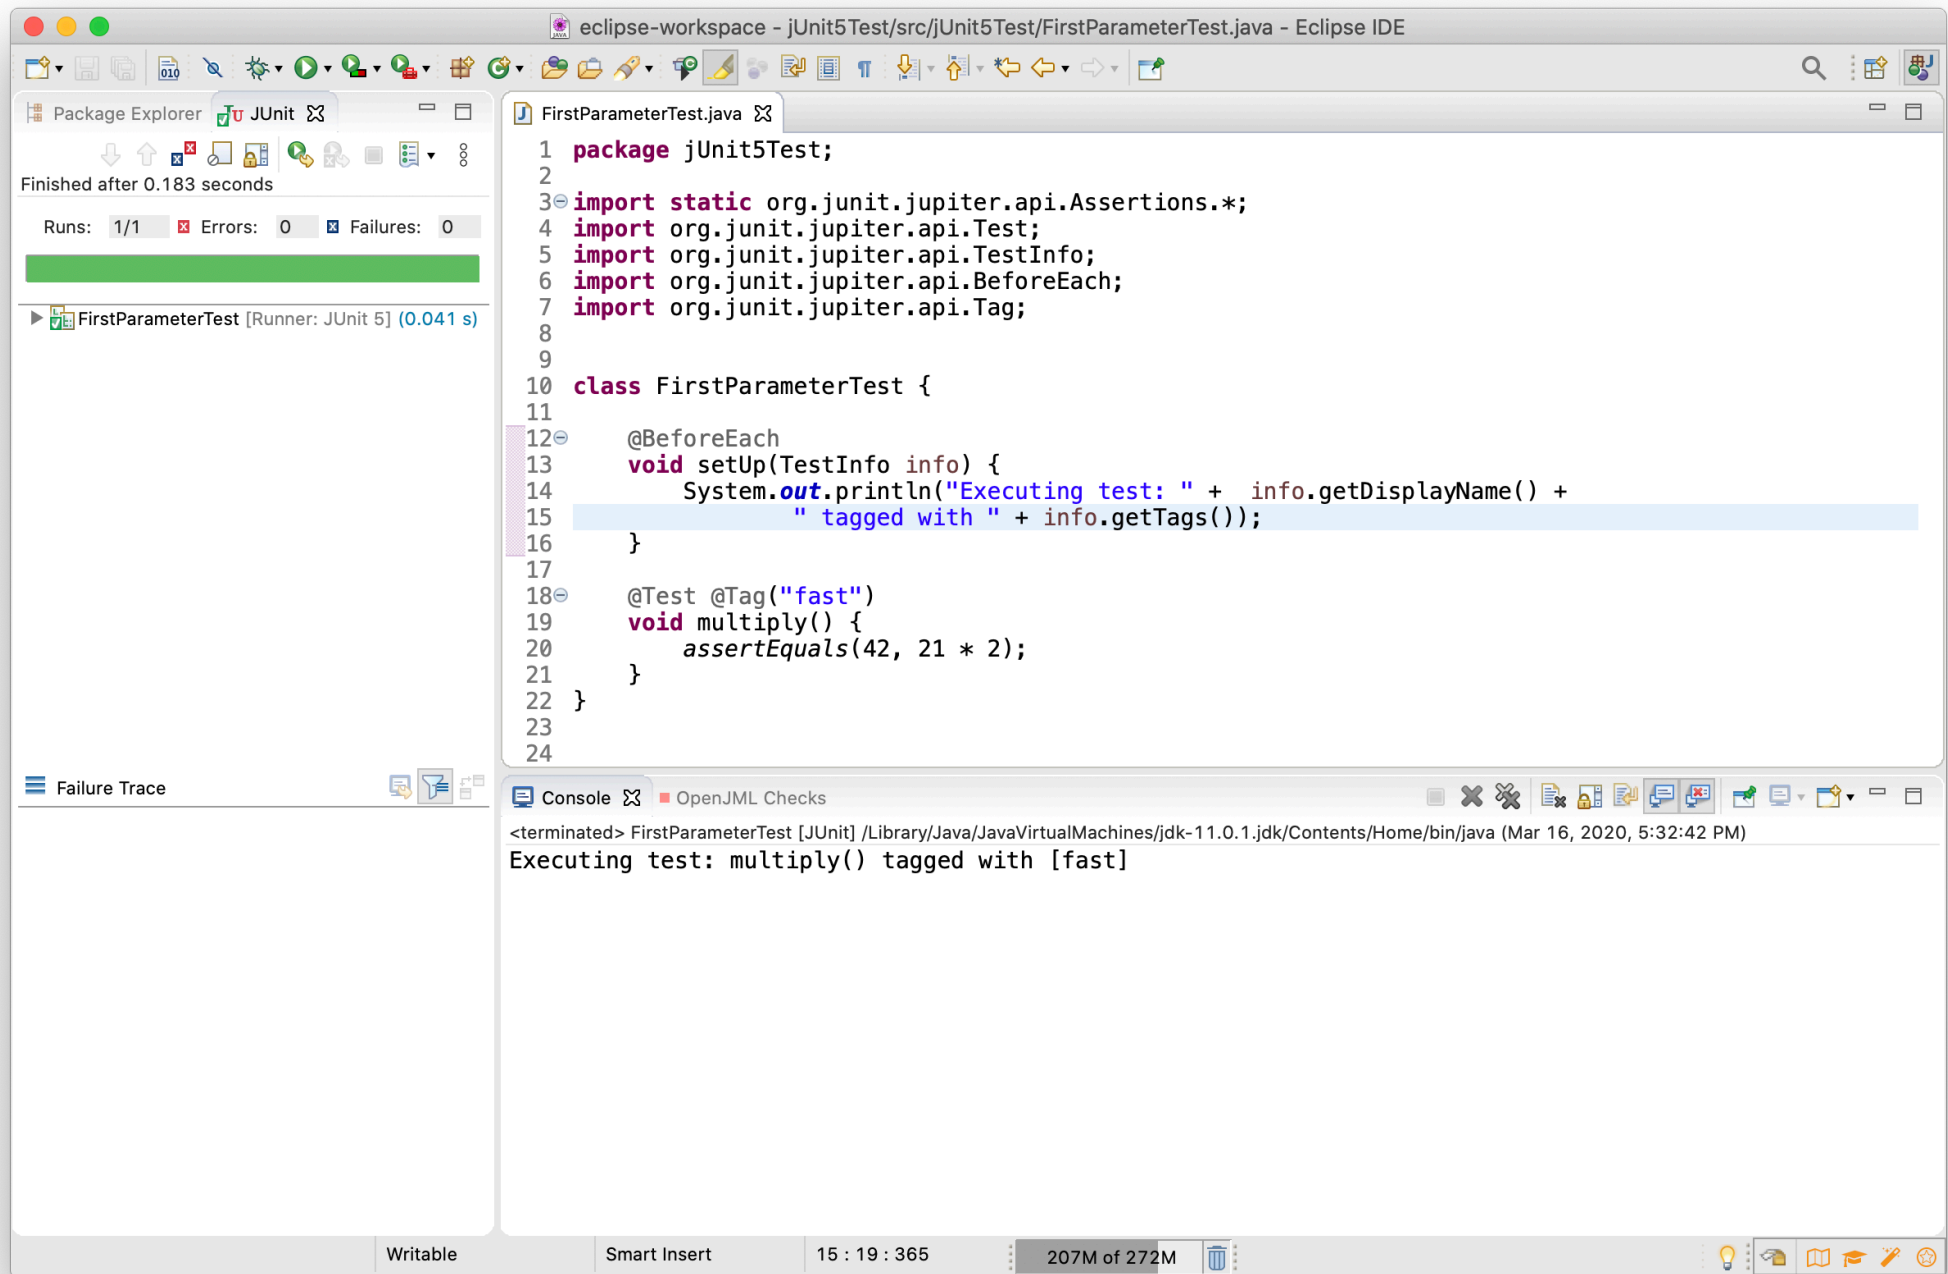 eclipse-workspace - jUnit5Test/src/jUnit5Test/FirstParameterTest.java - Eclipse IDE
Package Explorer JUnit
Finished after 0.183 seconds
Runs: 1/1 Errors: 0 Failures: 0
FirstParameterTest [Runner: JUnit 5] (0.041 s)
Failure Trace
FirstParameterTest.java
1 package jUnit5Test;
2
3 import static org.junit.jupiter.api.Assertions.*;
4 import org.junit.jupiter.api.Test;
5 import org.junit.jupiter.api.TestInfo;
6 import org.junit.jupiter.api.BeforeEach;
7 import org.junit.jupiter.api.Tag;
8
9
10 class FirstParameterTest {
11
12     @BeforeEach
13     void setUp(TestInfo info) {
14         System.out.println("Executing test: " +  info.getDisplayName() +
15                 " tagged with " + info.getTags());
16     }
17
18     @Test @Tag("fast")
19     void multiply() {
20         assertEquals(42, 21 * 2);
21     }
22 }
23
24
Console OpenJML Checks
<terminated> FirstParameterTest [JUnit] /Library/Java/JavaVirtualMachines/jdk-11.0.1.jdk/Contents/Home/bin/java (Mar 16, 2020, 5:32:42 PM)
Executing test: multiply() tagged with [fast]
Writable Smart Insert 15 : 19 : 365 207M of 272M